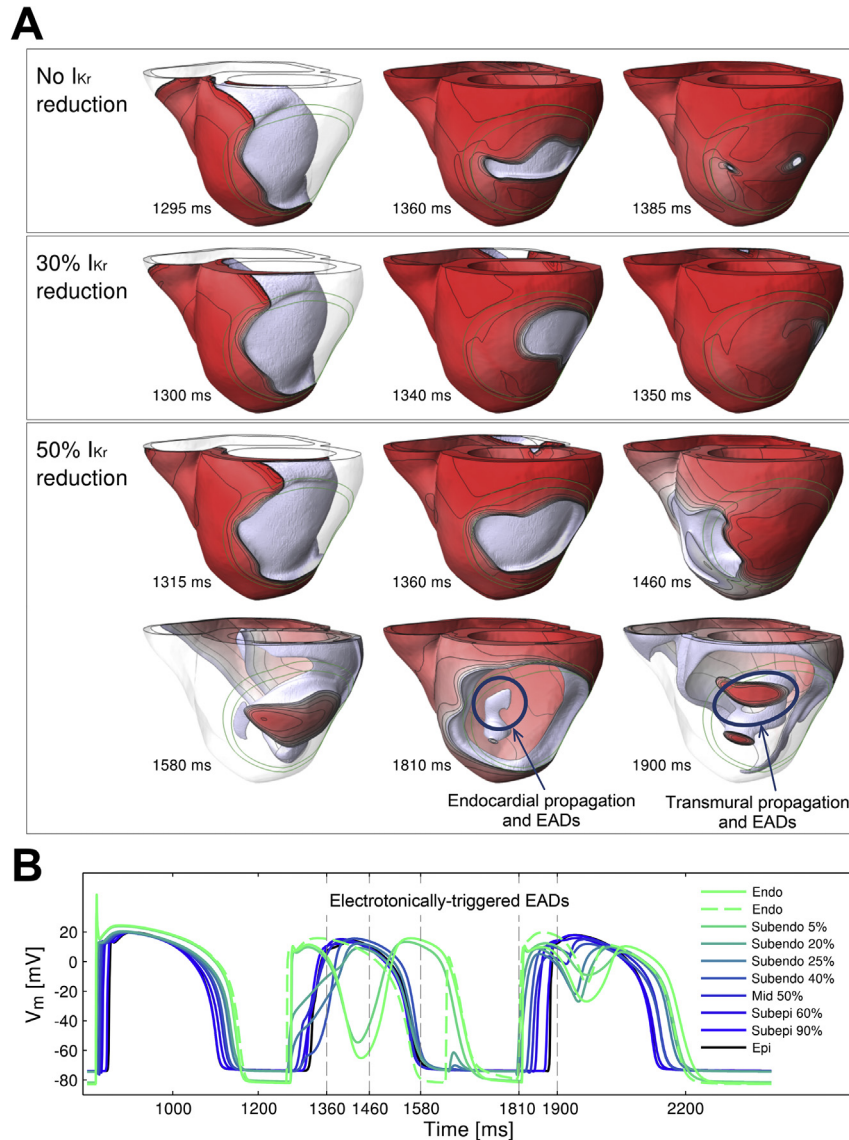 A
No IKr
reduction
1295 ms
1360 ms
1385 ms
30% IKr
reduction
1300 ms
1340 ms
1350 ms
50% IKr
reduction
1315 ms
1360 ms
1460 ms
1580 ms
1810 ms
1900 ms
Endocardial propagation
and EADs
Transmural propagation
and EADs
B
Electrotonically-triggered EADs
Endo
Endo
Subendo 5%
Subendo 20%
Subendo 25%
Subendo 40%
Mid 50%
Subepi 60%
Subepi 90%
Epi
Vm [mV]
20
0
-20
-40
-60
-80
1000
1200
1360
1460
1580
1810
1900
2200
Time [ms]